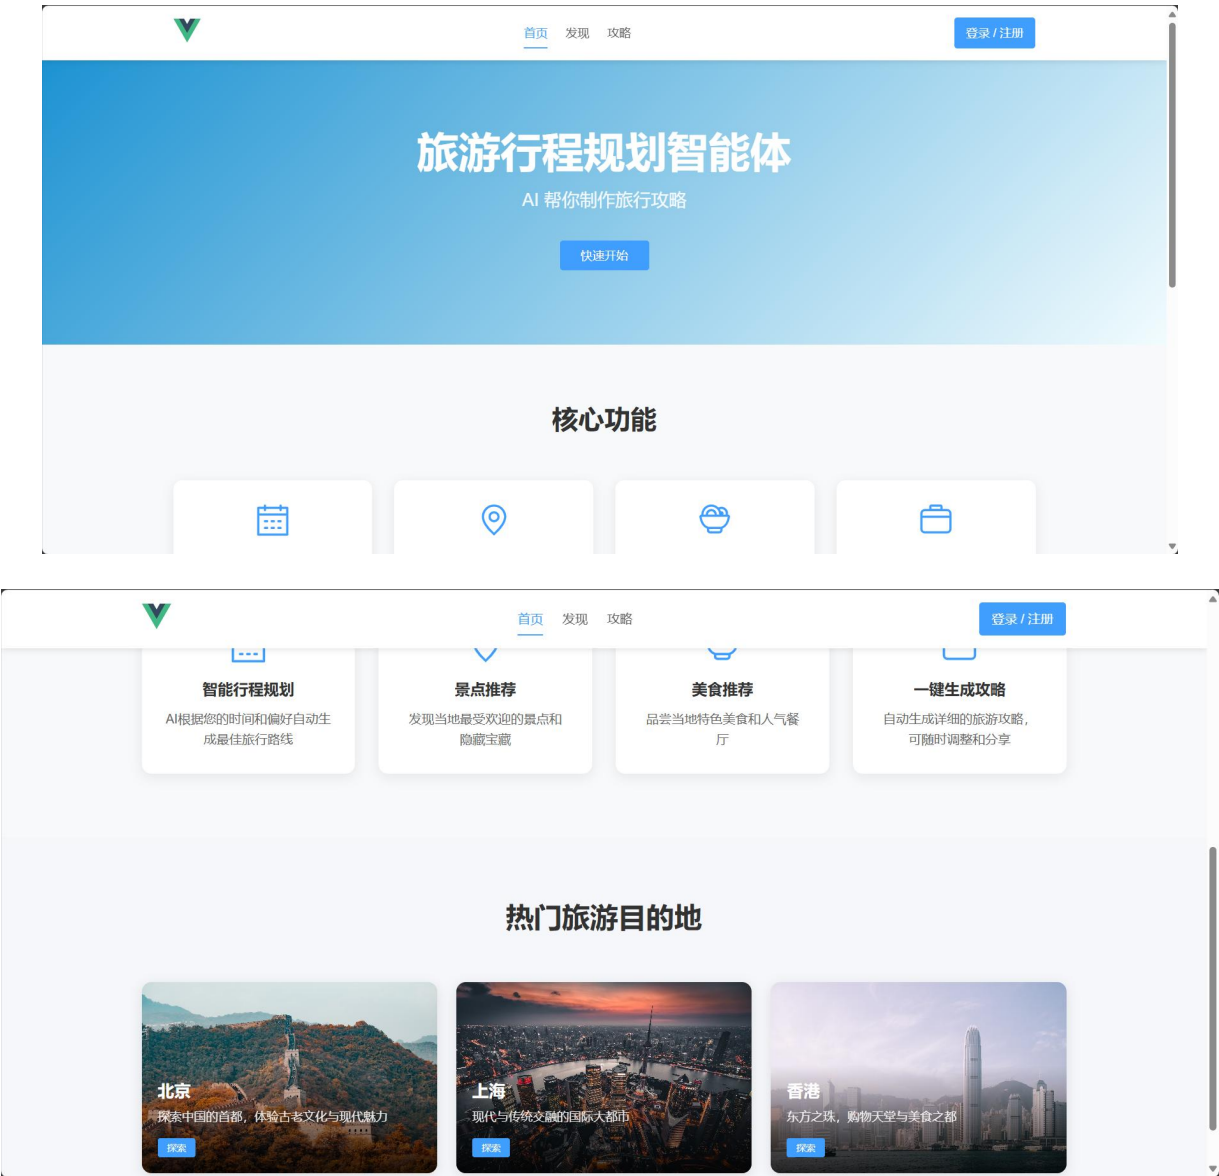 首页 发现 攻略 登录 / 注册
旅游行程规划智能体
AI 帮你制作旅行攻略
快速开始
核心功能
首页 发现 攻略 登录 / 注册
智能行程规划 景点推荐 美食推荐 一键生成攻略
AI根据您的时间和偏好自动生 发现当地最受欢迎的景点和 品尝当地特色美食和人气餐 自动生成详细的旅游攻略，
成最佳旅行路线 隐藏宝藏 厅 可随时调整和分享
热门旅游目的地
北京 上海 香港
探索中国的首都，体验古老文化与现代魅力 现代与传统交融的国际大都市 东方之珠，购物天堂与美食之都
探索 探索 探索